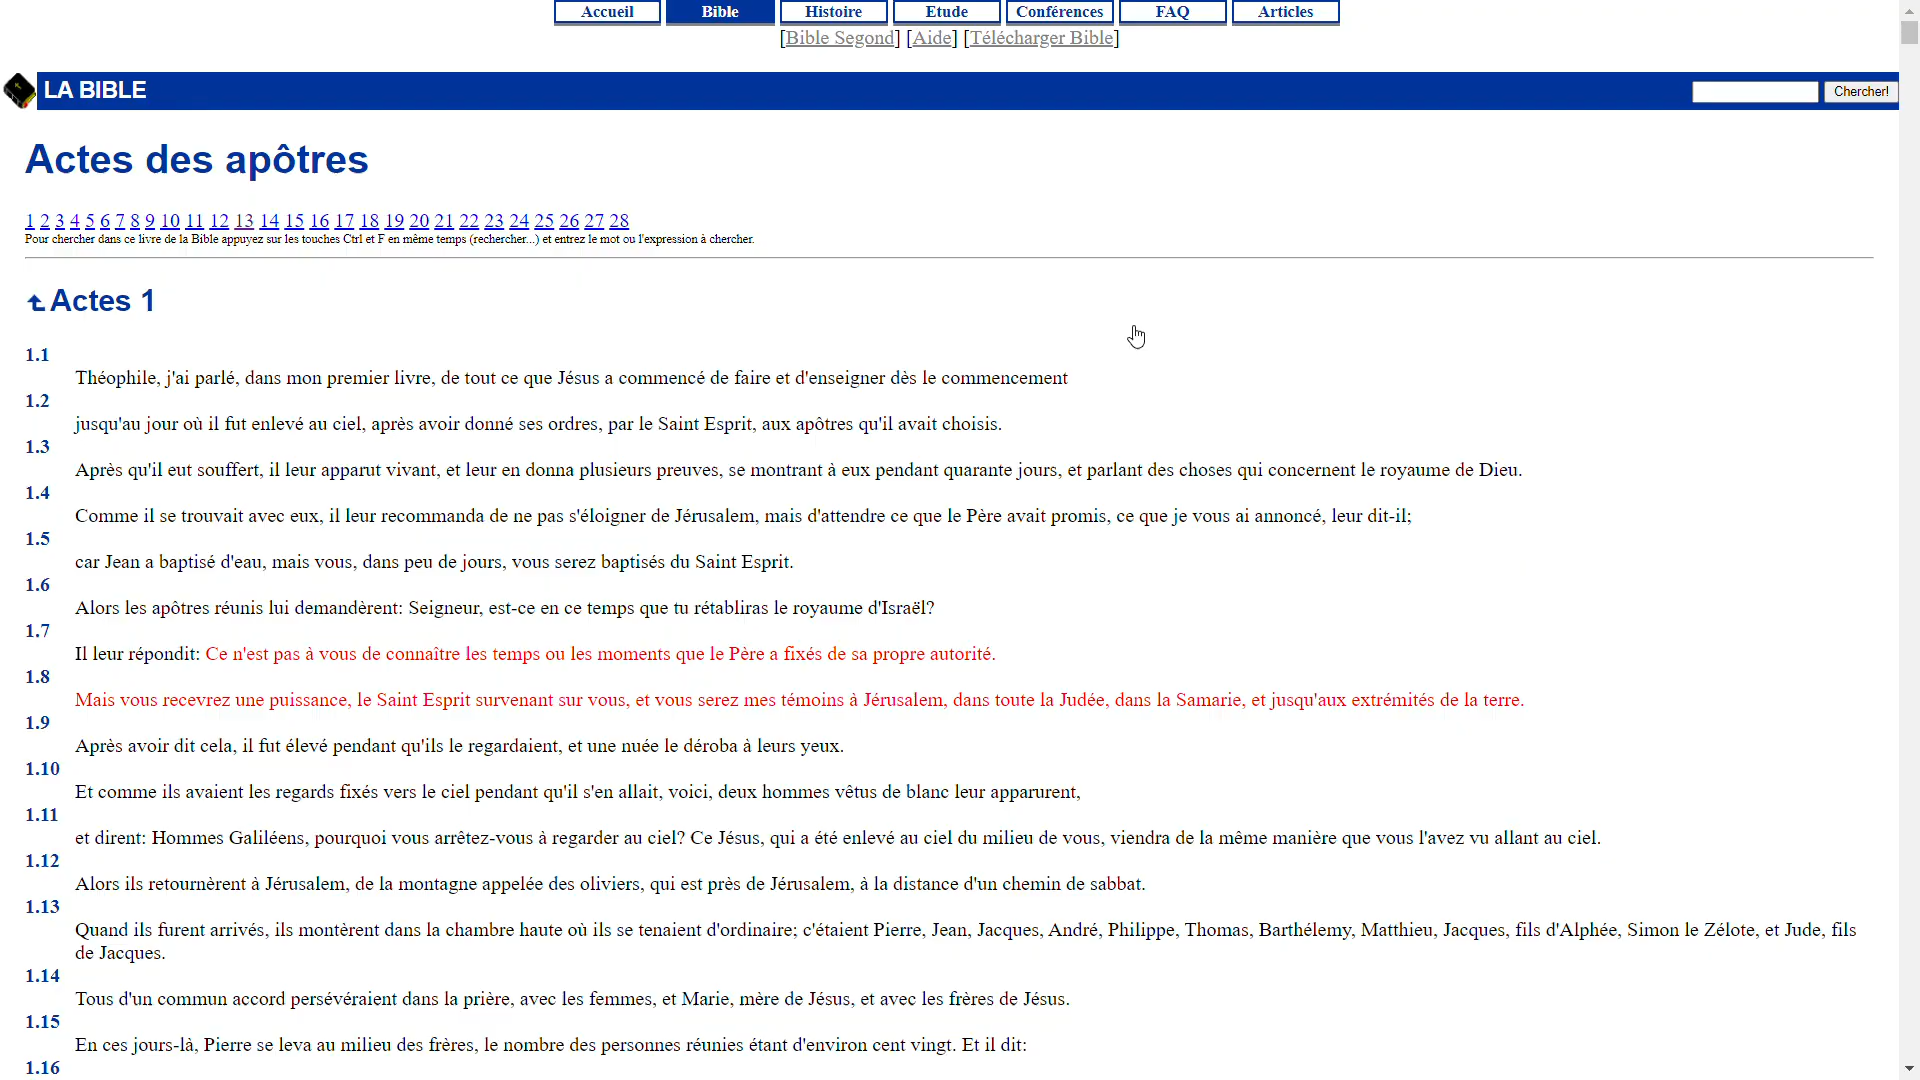 Accueil Bible Histoire Etude Conférences FAQ Articles
[Bible Segond] [Aide] [Télécharger Bible]
LA BIBLE Chercher!
Actes des apôtres
1 2 3 4 5 6 7 8 9 10 11 12 13 14 15 16 17 18 19 20 21 22 23 24 25 26 27 28
Pour chercher dans ce livre de la Bible appuyez sur les touches Ctrl et F en même temps (rechercher...) et entrez le mot ou l'expression à chercher.
Actes 1
1.1
Théophile, j'ai parlé, dans mon premier livre, de tout ce que Jésus a commencé de faire et d'enseigner dès le commencement
1.2
jusqu'au jour où il fut enlevé au ciel, après avoir donné ses ordres, par le Saint Esprit, aux apôtres qu'il avait choisis.
1.3
Après qu'il eut souffert, il leur apparut vivant, et leur en donna plusieurs preuves, se montrant à eux pendant quarante jours, et parlant des choses qui concernent le royaume de Dieu.
1.4
Comme il se trouvait avec eux, il leur recommanda de ne pas s'éloigner de Jérusalem, mais d'attendre ce que le Père avait promis, ce que je vous ai annoncé, leur dit-il;
1.5
car Jean a baptisé d'eau, mais vous, dans peu de jours, vous serez baptisés du Saint Esprit.
1.6
Alors les apôtres réunis lui demandèrent: Seigneur, est-ce en ce temps que tu rétabliras le royaume d'Israël?
1.7
Il leur répondit: Ce n'est pas à vous de connaître les temps ou les moments que le Père a fixés de sa propre autorité.
1.8
Mais vous recevrez une puissance, le Saint Esprit survenant sur vous, et vous serez mes témoins à Jérusalem, dans toute la Judée, dans la Samarie, et jusqu'aux extrémités de la terre.
1.9
Après avoir dit cela, il fut élevé pendant qu'ils le regardaient, et une nuée le déroba à leurs yeux.
1.10
Et comme ils avaient les regards fixés vers le ciel pendant qu'il s'en allait, voici, deux hommes vêtus de blanc leur apparurent,
1.11
et dirent: Hommes Galiléens, pourquoi vous arrêtez-vous à regarder au ciel? Ce Jésus, qui a été enlevé au ciel du milieu de vous, viendra de la même manière que vous l'avez vu allant au ciel.
1.12
Alors ils retournèrent à Jérusalem, de la montagne appelée des oliviers, qui est près de Jérusalem, à la distance d'un chemin de sabbat.
1.13
Quand ils furent arrivés, ils montèrent dans la chambre haute où ils se tenaient d'ordinaire; c'étaient Pierre, Jean, Jacques, André, Philippe, Thomas, Barthélemy, Matthieu, Jacques, fils d'Alphée, Simon le Zélote, et Jude, fils
de Jacques.
1.14
Tous d'un commun accord persévéraient dans la prière, avec les femmes, et Marie, mère de Jésus, et avec les frères de Jésus.
1.15
En ces jours-là, Pierre se leva au milieu des frères, le nombre des personnes réunies étant d'environ cent vingt. Et il dit:
1.16